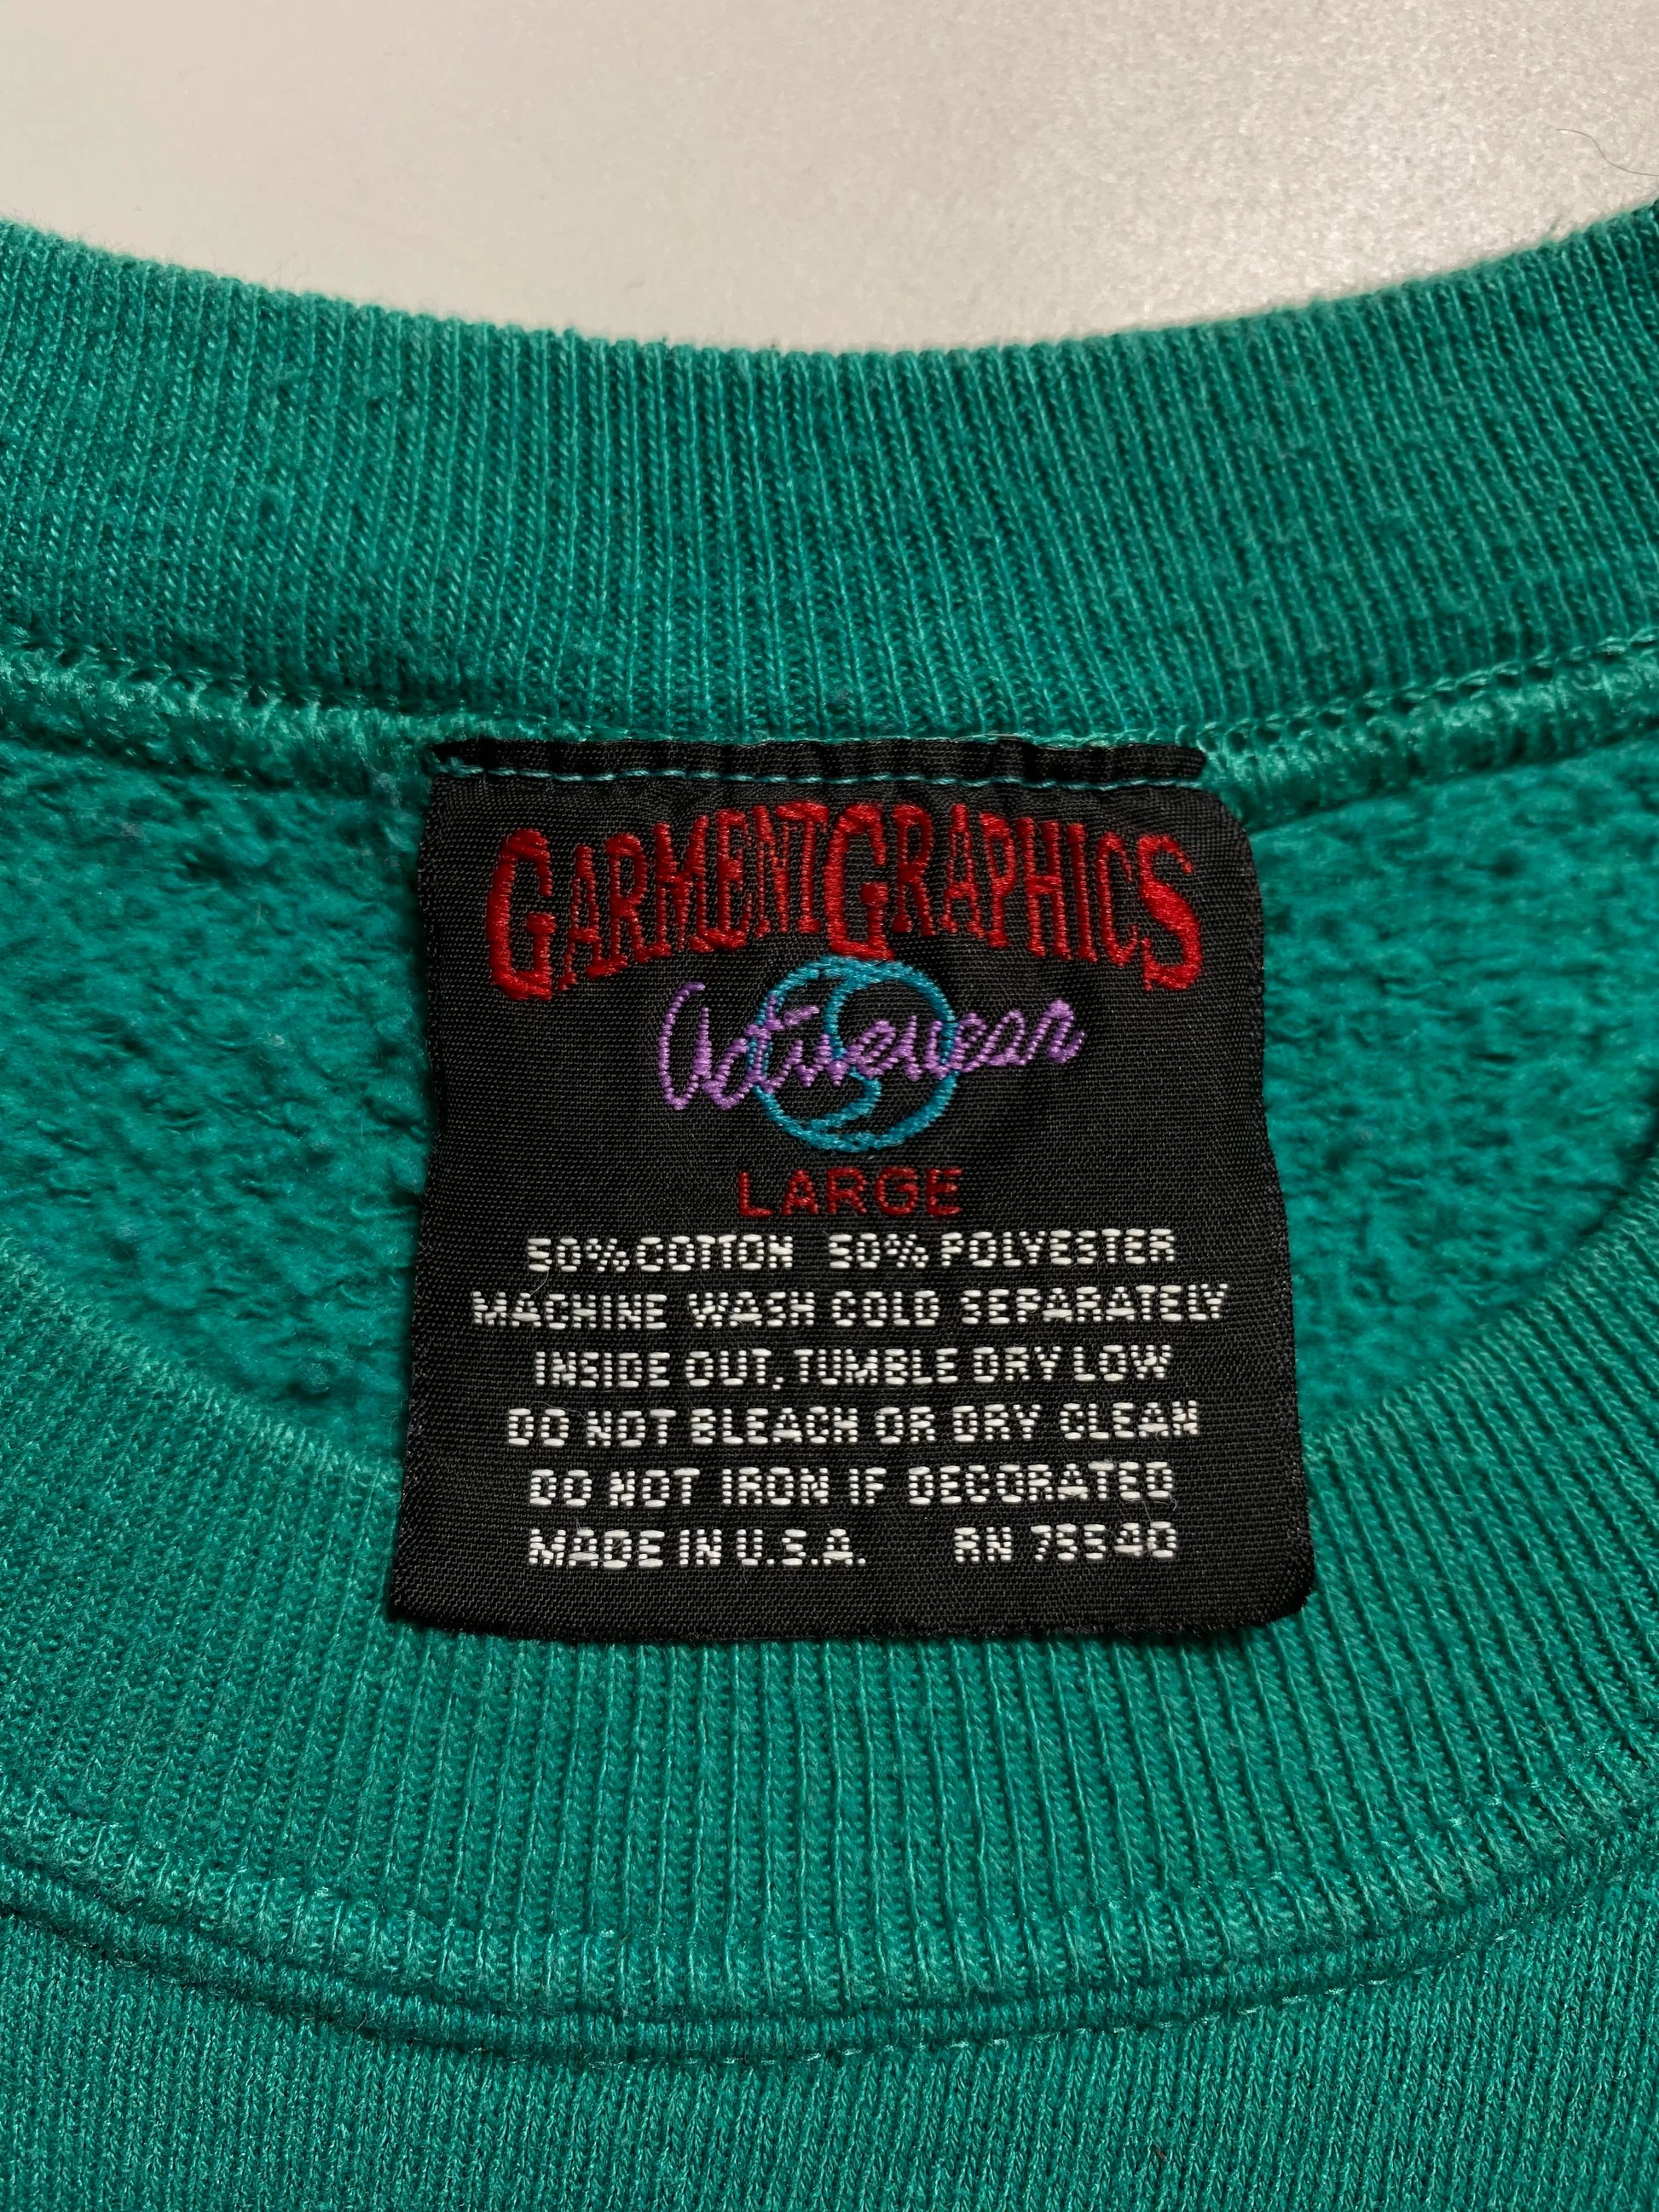 GARMENTGRAPHICS
Activewear
LARGE
50% COTTON 50% POLYESTER
MACHINE WASH COLD SEPARATELY
INSIDE OUT, TUMBLE DRY LOW
DO NOT BLEACH OR DRY CLEAN
DO NOT IRON IF DECORATED
MADE IN U.S.A. RN